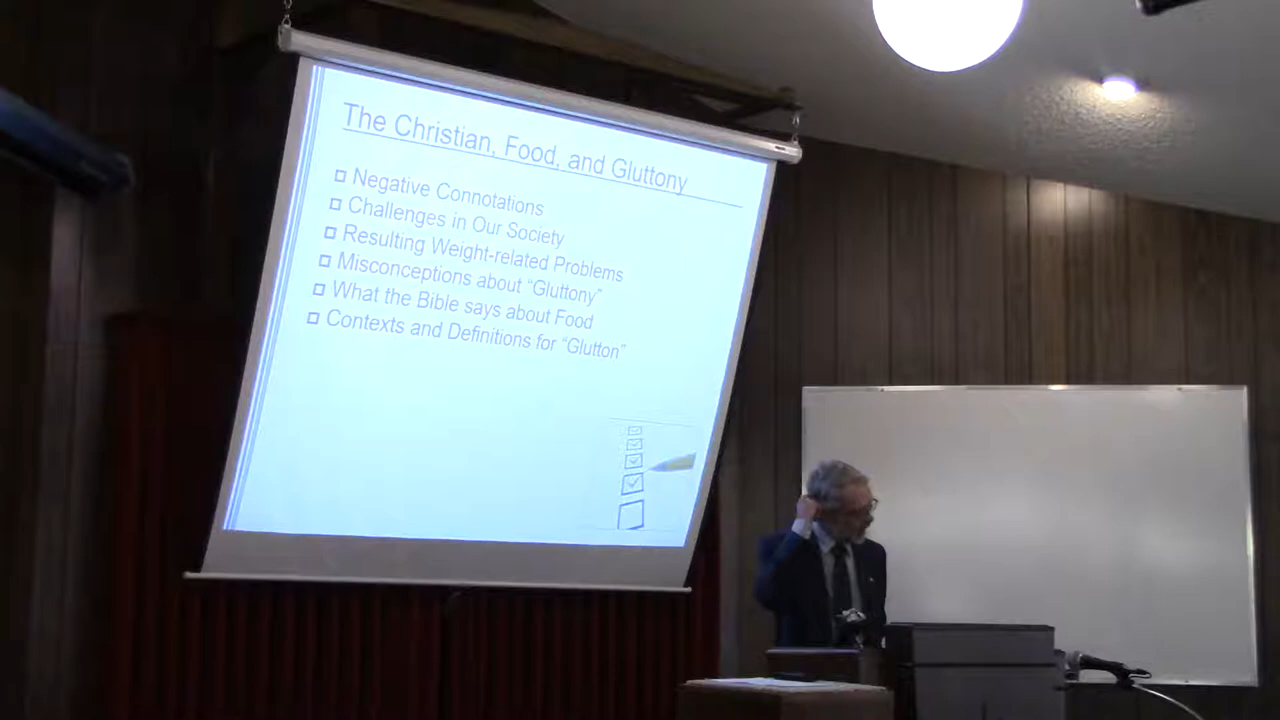 The Christian, Food, and Gluttony
Negative Connotations
Challenges in Our Society
Resulting Weight-related Problems
Misconceptions about “Gluttony”
What the Bible says about Food
Contexts and Definitions for “Glutton”